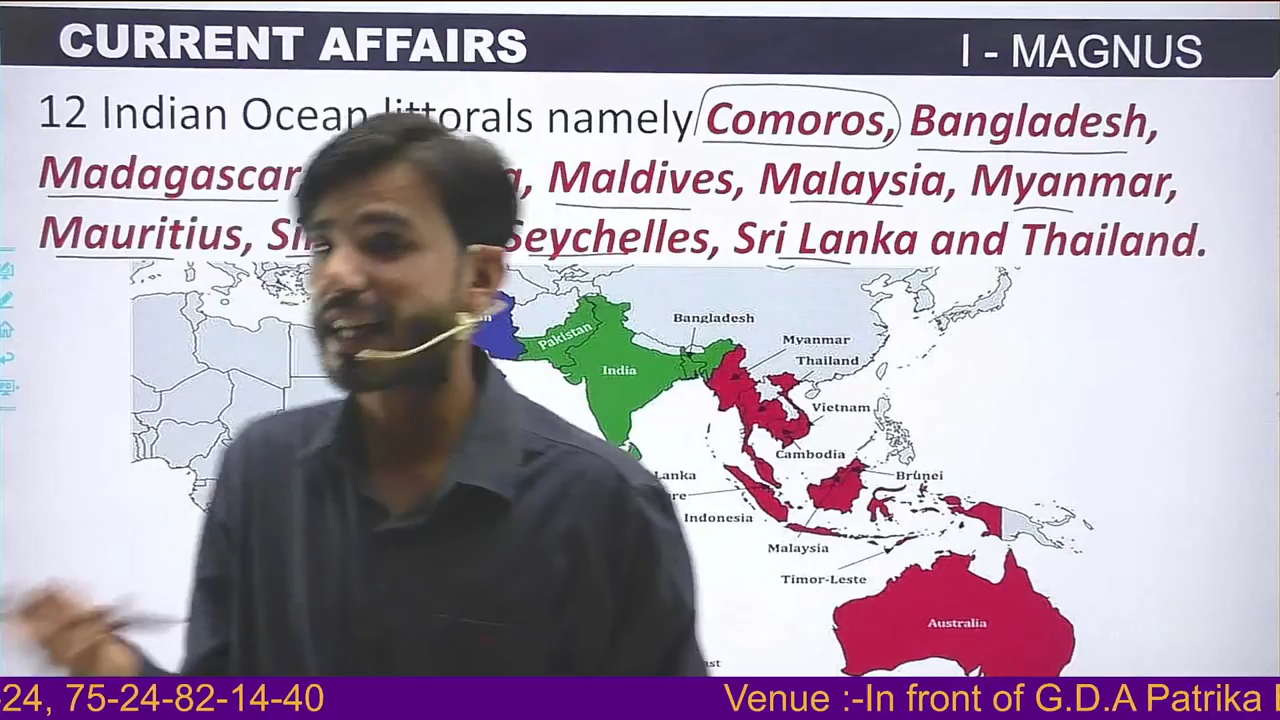 CURRENT AFFAIRS
I - MAGNUS
12 Indian Ocean littorals namely Comoros, Bangladesh,
Madagascar, Maldives, Malaysia, Myanmar,
Mauritius, Seychelles, Sri Lanka and Thailand.
Bangladesh
Pakistan
Myanmar
India
Thailand
Vietnam
Cambodia
Lanka
Brunei
Indonesia
Malaysia
Timor-Leste
Australia
-24, 75-24-82-14-40 Venue :-In front of G.D.A Patrika